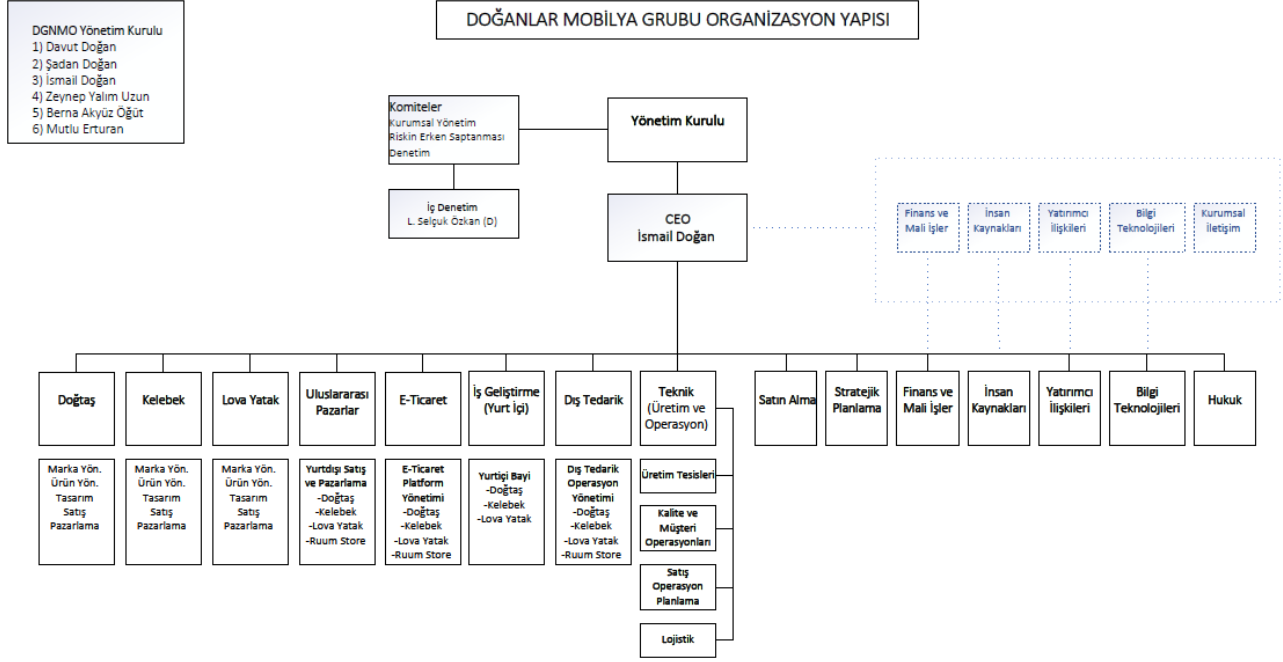 DOĞANLAR MOBİLYA GRUBU ORGANİZASYON YAPISI
DGNMO Yönetim Kurulu
1) Davut Doğan
2) Şadan Doğan
3) İsmail Doğan
4) Zeynep Yalım Uzun
5) Berna Akyüz Öğüt
6) Mutlu Erturan
Komiteler
Kurumsal Yönetim
Riskin Erken Saptanması
Denetim
Yönetim Kurulu
İç Denetim
L. Selçuk Özkan (D)
CEO
İsmail Doğan
Finans ve
Mali İşler
İnsan
Kaynakları
Yatırımcı
İlişkileri
Bilgi
Teknolojileri
Kurumsal
İletişim
Doğtaş
Kelebek
Lova Yatak
Uluslararası
Pazarlar
E-Ticaret
İş Geliştirme
(Yurt İçi)
Dış Tedarik
Teknik
(Üretim ve
Operasyon)
Satın Alma
Stratejik
Planlama
Finans ve
Mali İşler
İnsan
Kaynakları
Yatırımcı
İlişkileri
Bilgi
Teknolojileri
Hukuk
Marka Yön.
Ürün Yön.
Tasarım
Satış
Pazarlama
Marka Yön.
Ürün Yön.
Tasarım
Satış
Pazarlama
Marka Yön.
Ürün Yön.
Tasarım
Satış
Pazarlama
Yurtdışı Satış
ve Pazarlama
-Doğtaş
-Kelebek
-Lova Yatak
-Ruum Store
E-Ticaret
Platform
Yönetimi
-Doğtaş
-Kelebek
-Lova Yatak
-Ruum Store
Yurtiçi Bayi
-Doğtaş
-Kelebek
-Lova Yatak
Dış Tedarik
Operasyon
Yönetimi
-Doğtaş
-Kelebek
-Lova Yatak
-Ruum Store
Üretim Tesisleri
Kalite ve
Müşteri
Operasyonları
Satış
Operasyon
Planlama
Lojistik